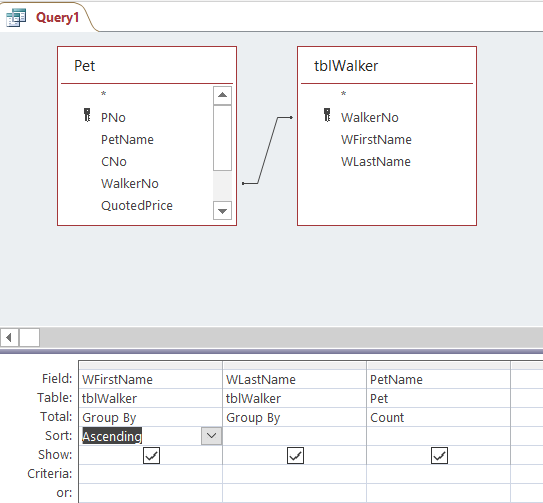 Query1
Pet
*
PNo
PetName
CNo
WalkerNo
QuotedPrice
tblWalker
*
WalkerNo
WFirstName
WLastName
Field: WFirstName WLastName PetName
Table: tblWalker tblWalker Pet
Total: Group By Group By Count
Sort: Ascending
Show:
Criteria:
or: